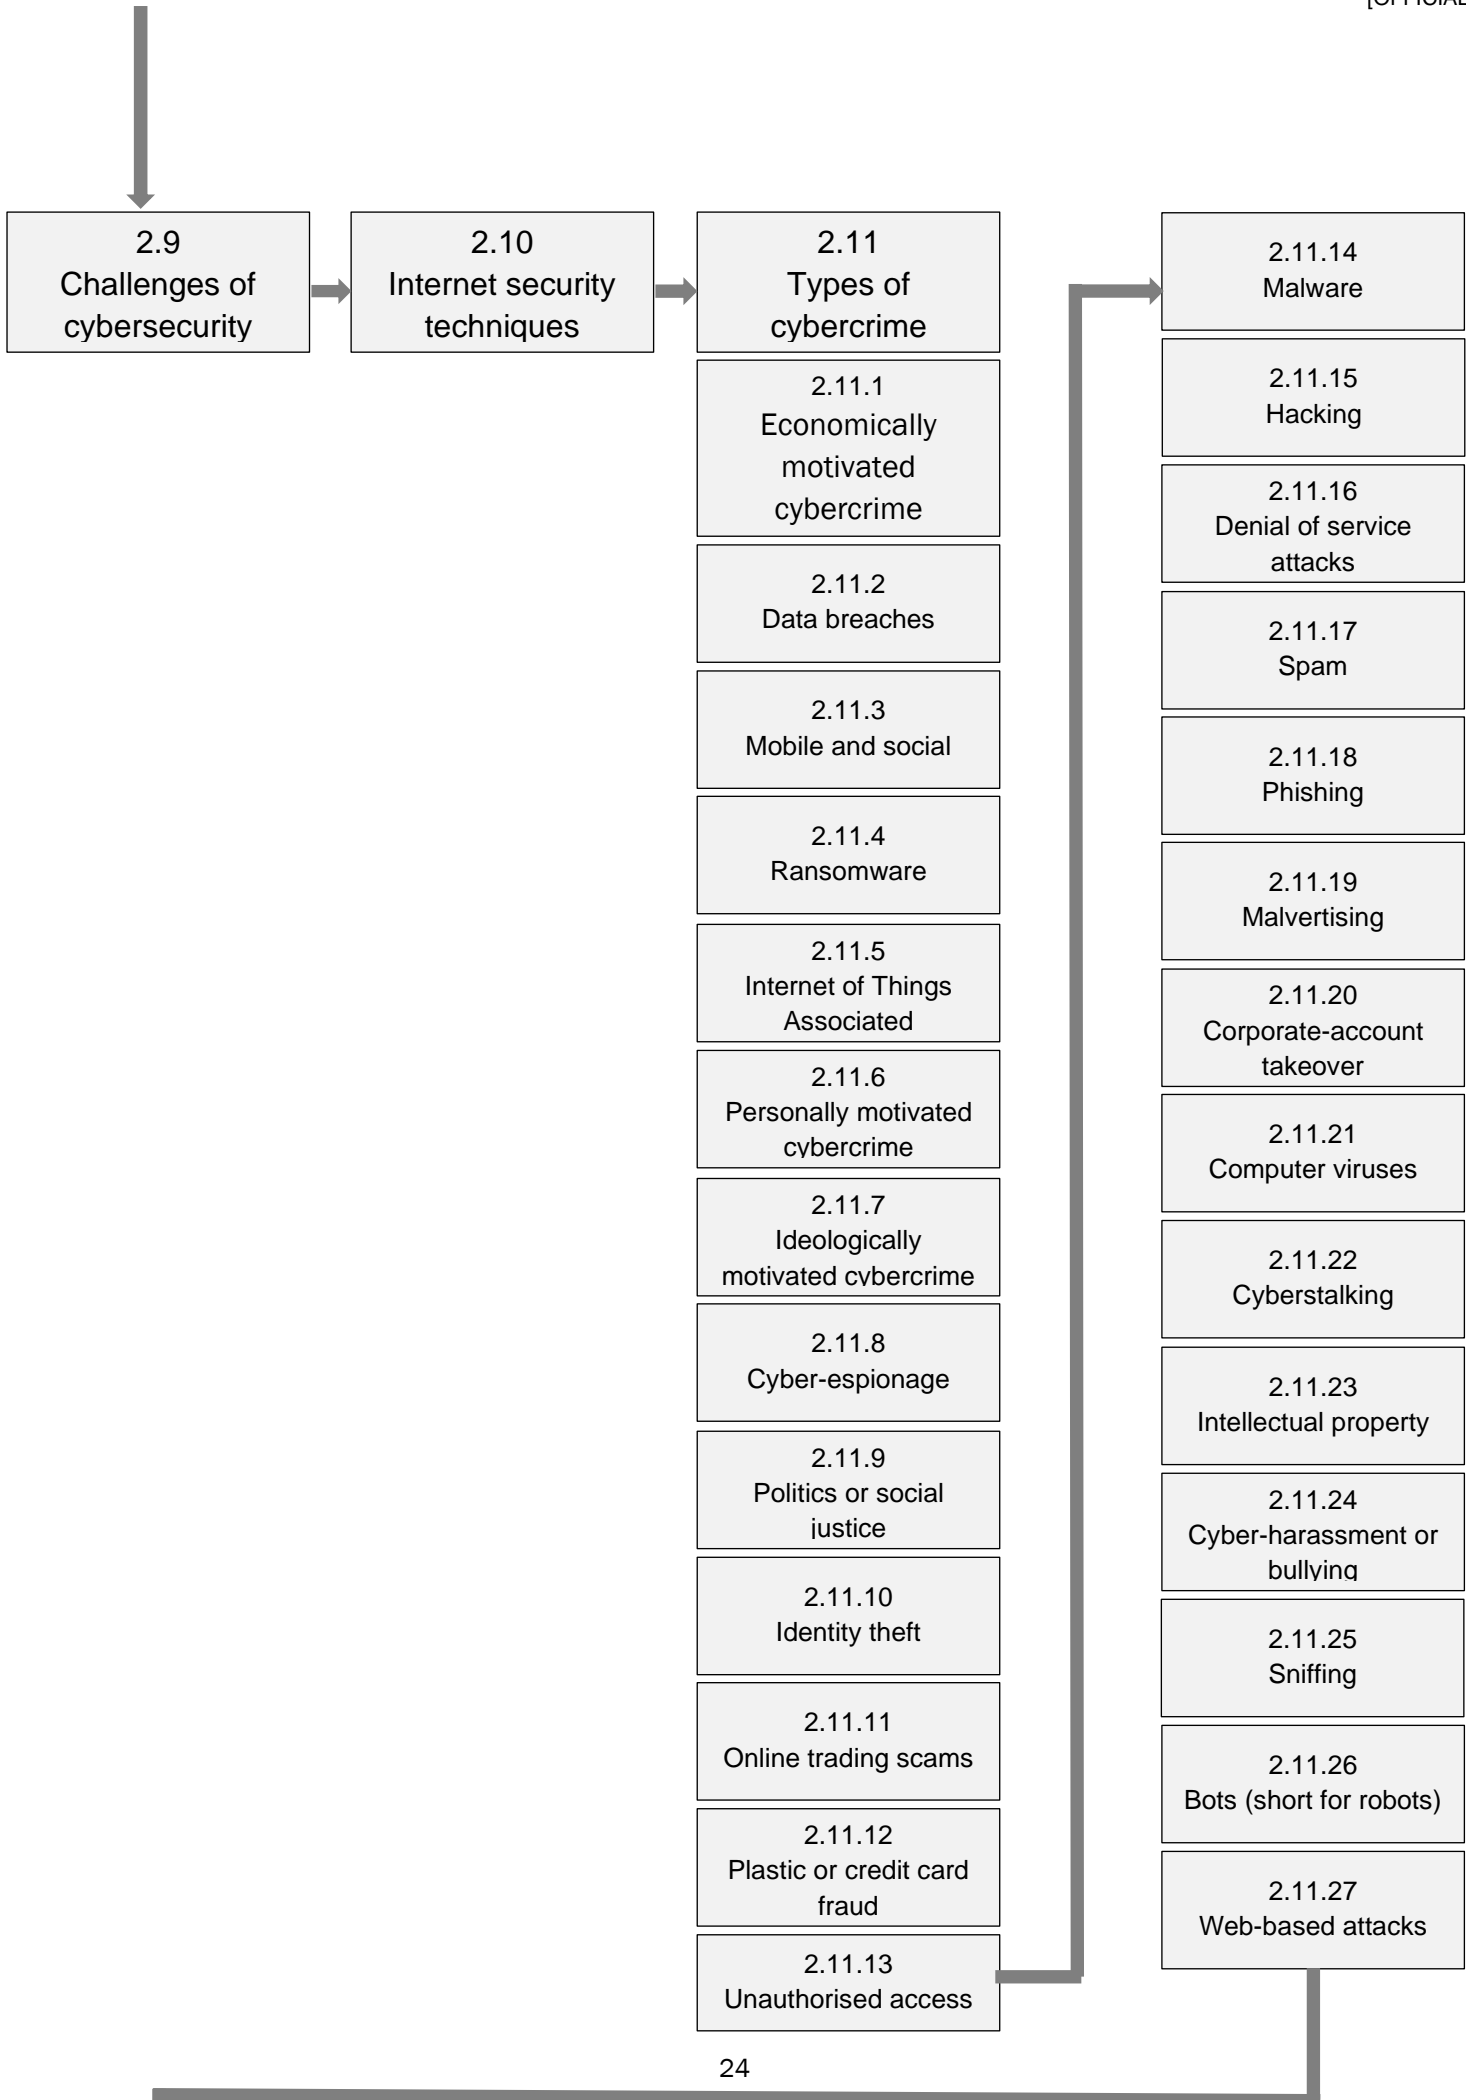 [OFFICIAL
2.9
Challenges of
cybersecurity
2.10
Internet security
techniques
2.11
Types of
cybercrime
2.11.1
Economically
motivated
cybercrime
2.11.2
Data breaches
2.11.3
Mobile and social
2.11.4
Ransomware
2.11.5
Internet of Things
Associated
2.11.6
Personally motivated
cybercrime
2.11.7
Ideologically
motivated cybercrime
2.11.8
Cyber-espionage
2.11.9
Politics or social
justice
2.11.10
Identity theft
2.11.11
Online trading scams
2.11.12
Plastic or credit card
fraud
2.11.13
Unauthorised access
2.11.14
Malware
2.11.15
Hacking
2.11.16
Denial of service
attacks
2.11.17
Spam
2.11.18
Phishing
2.11.19
Malvertising
2.11.20
Corporate-account
takeover
2.11.21
Computer viruses
2.11.22
Cyberstalking
2.11.23
Intellectual property
2.11.24
Cyber-harassment or
bullying
2.11.25
Sniffing
2.11.26
Bots (short for robots)
2.11.27
Web-based attacks
24